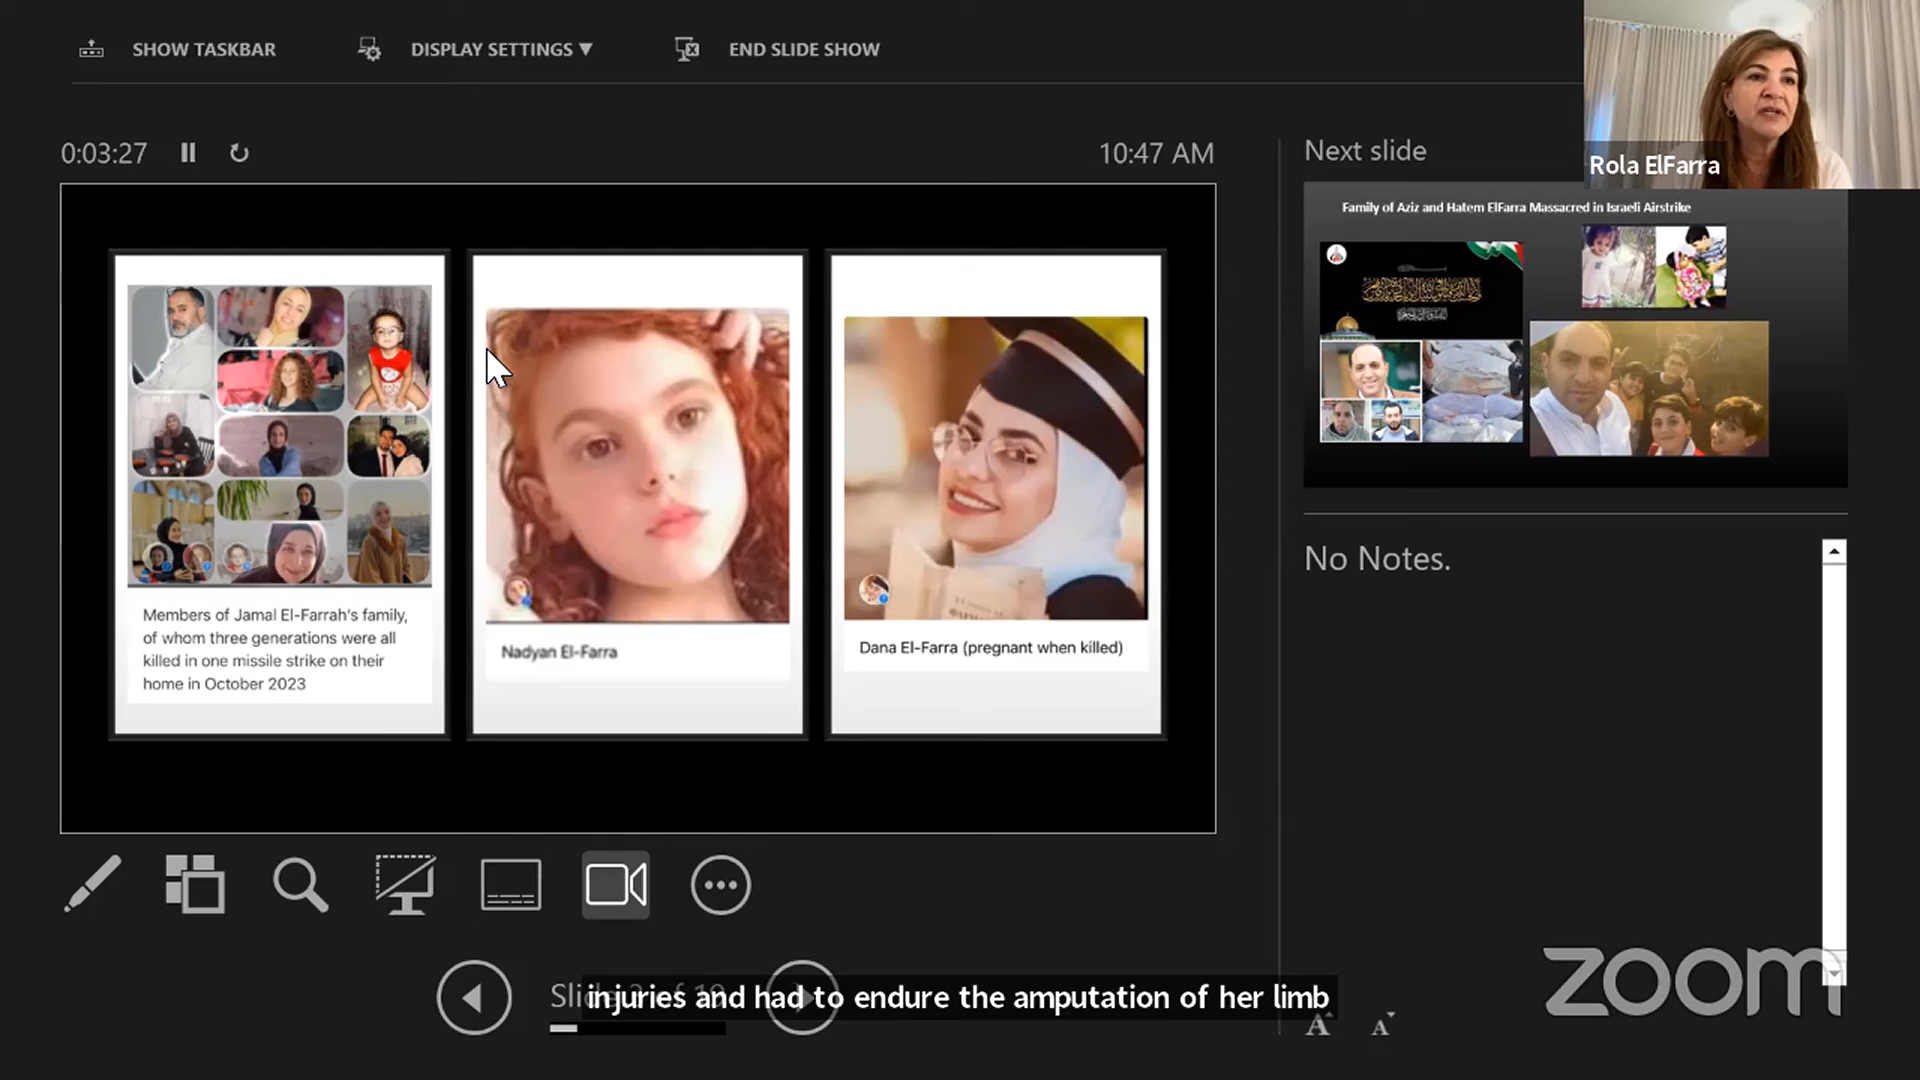 SHOW TASKBAR
DISPLAY SETTINGS ▼
END SLIDE SHOW
0:03:27
10:47 AM
Next slide
Rola ElFarra
Family of Aziz and Hatem ElFarra Massacred in Israeli Airstrike
Members of Jamal El-Farrah's family,
of whom three generations were all
killed in one missile strike on their
home in October 2023
Nadyan El-Farra
Dana El-Farra (pregnant when killed)
No Notes.
injuries and had to endure the amputation of her limb
A
A
zoom